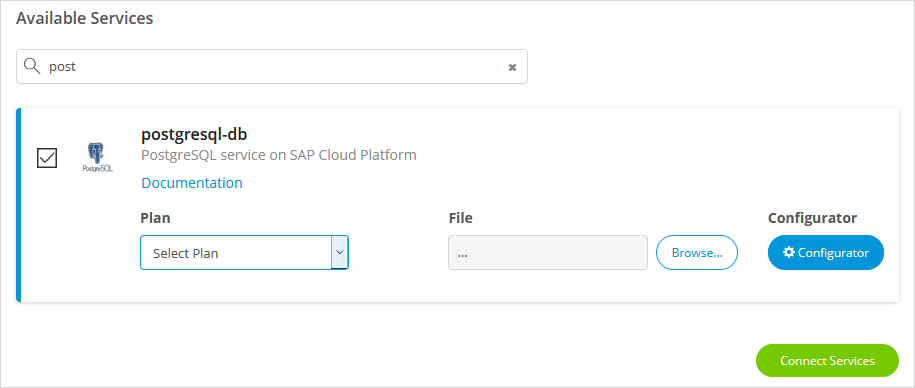 Available Services
post
postgresql-db
PostgreSQL
PostgreSQL service on SAP Cloud Platform
Documentation
Plan
File
Configurator
Select Plan
...
Browse...
Configurator
Connect Services